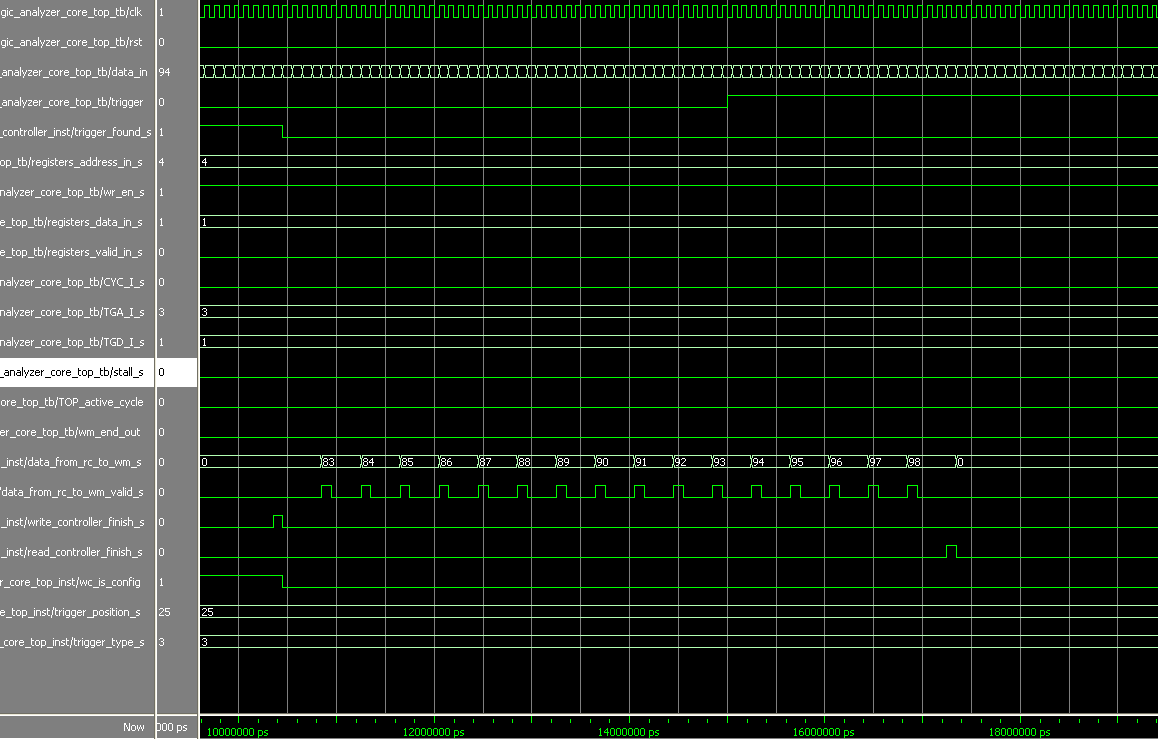 gic_analyzer_core_top_tb/clk 1
gic_analyzer_core_top_tb/rst 0
_analyzer_core_top_tb/data_in 94
_analyzer_core_top_tb/trigger 0
_controller_inst/trigger_found_s 1
op_tb/registers_address_in_s 4 4
nalyzer_core_top_tb/wr_en_s 1
e_top_tb/registers_data_in_s 1 1
e_top_tb/registers_valid_in_s 0
analyzer_core_top_tb/CYC_I_s 0
nalyzer_core_top_tb/TGA_I_s 3 3
nalyzer_core_top_tb/TGD_I_s 1 1
_analyzer_core_top_tb/stall_s 0
ore_top_tb/TOP_active_cycle 0
er_core_top_tb/wm_end_out 0
_inst/data_from_rc_to_wm_s 0 0 83 84 85 86 87 88 89 90 91 92 93 94 95 96 97 98 0
/data_from_rc_to_wm_valid_s 0
_inst/write_controller_finish_s 0
_inst/read_controller_finish_s 0
r_core_top_inst/wc_is_config 1
e_top_inst/trigger_position_s 25 25
_core_top_inst/trigger_type_s 3 3
Now 000 ps 10000000 ps 12000000 ps 14000000 ps 16000000 ps 18000000 ps